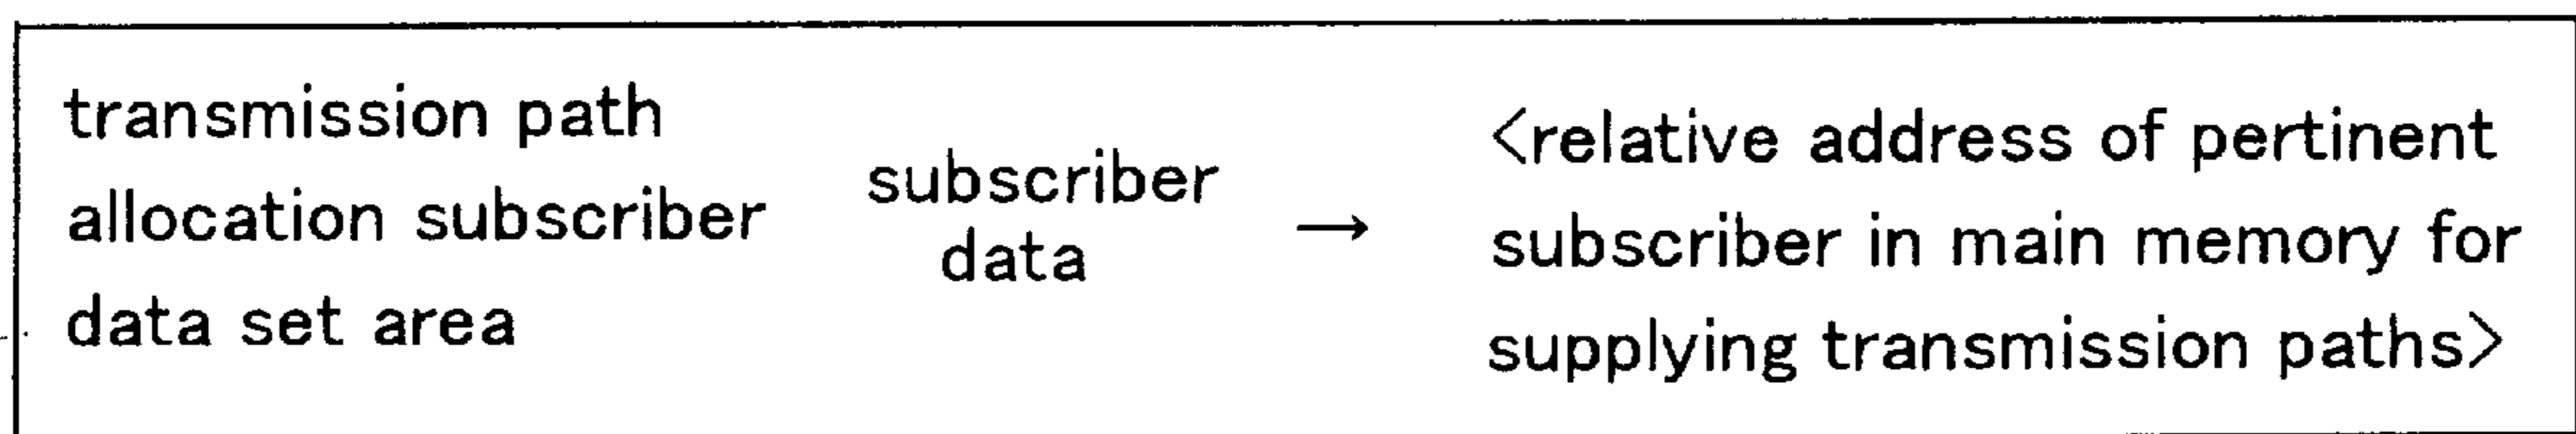 transmission path
allocation subscriber
data set area
subscriber
data
→
<relative address of pertinent
subscriber in main memory for
supplying transmission paths>